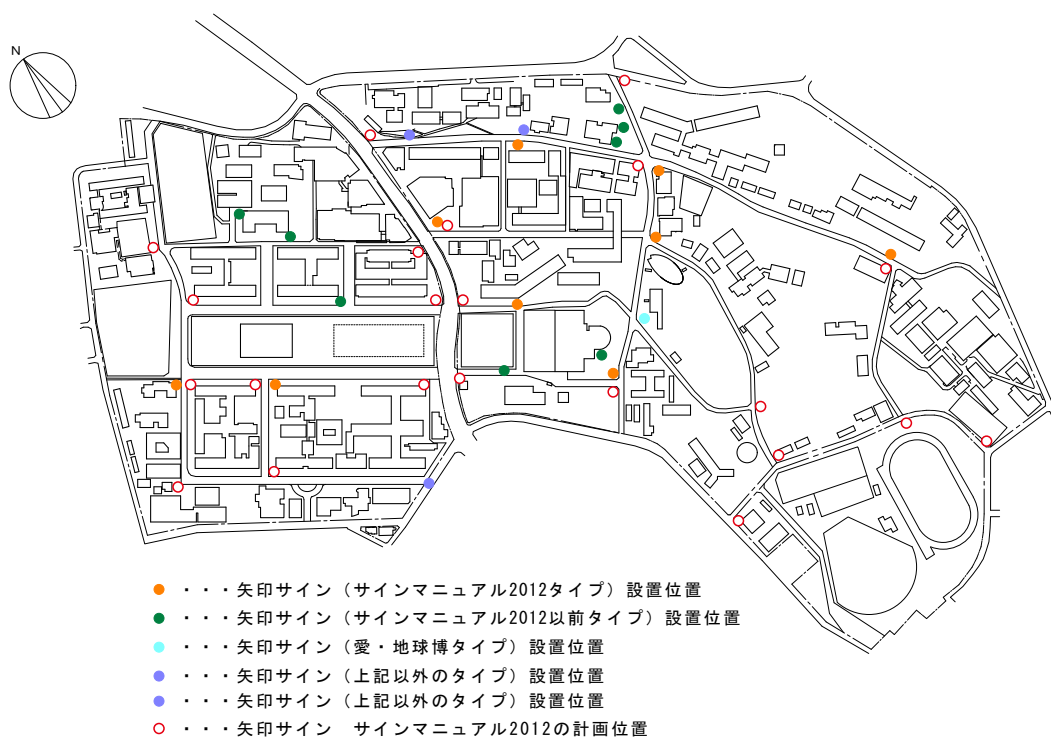 N
・・・矢印サイン（サインマニュアル2012タイプ）設置位置
・・・矢印サイン（サインマニュアル2012以前タイプ）設置位置
・・・矢印サイン（愛・地球博タイプ）設置位置
・・・矢印サイン（上記以外のタイプ）設置位置
・・・矢印サイン（上記以外のタイプ）設置位置
・・・矢印サイン　サインマニュアル2012の計画位置